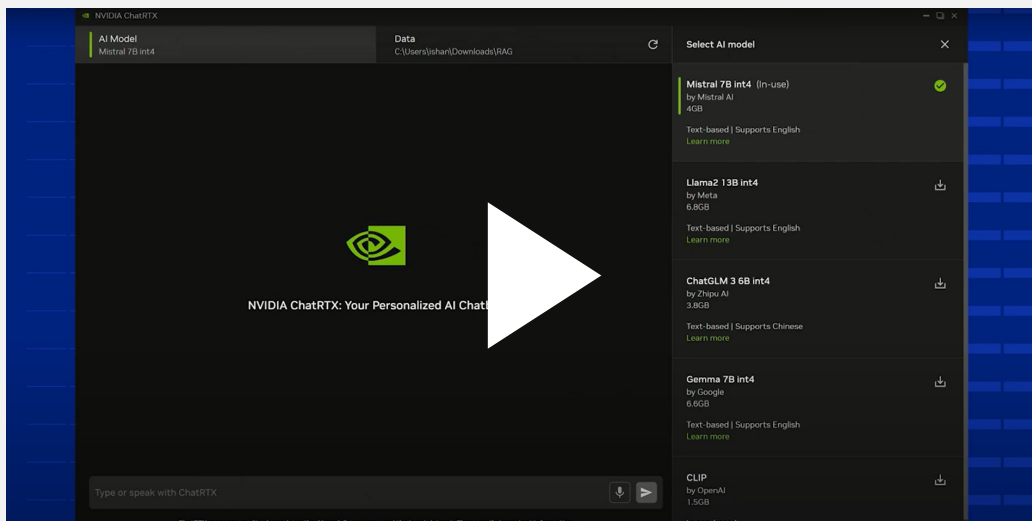 NVIDIA ChatRTX
AI Model
Mistral 7B int4
Data
C:\Users\ishan\Downloads\RAG
NVIDIA ChatRTX: Your Personalized AI
Type or speak with ChatRTX
Select AI model
Mistral 7B int4 (In-use)
by Mistral AI
4GB
Text-based | Supports English
Learn more
Llama2 13B int4
by Meta
6.8GB
Text-based | Supports English
Learn more
ChatGLM 3 6B int4
by Zhipu AI
3.8GB
Text-based | Supports Chinese
Learn more
Gemma 7B int4
by Google
6.6GB
Text-based | Supports English
Learn more
CLIP
by OpenAI
1.5GB